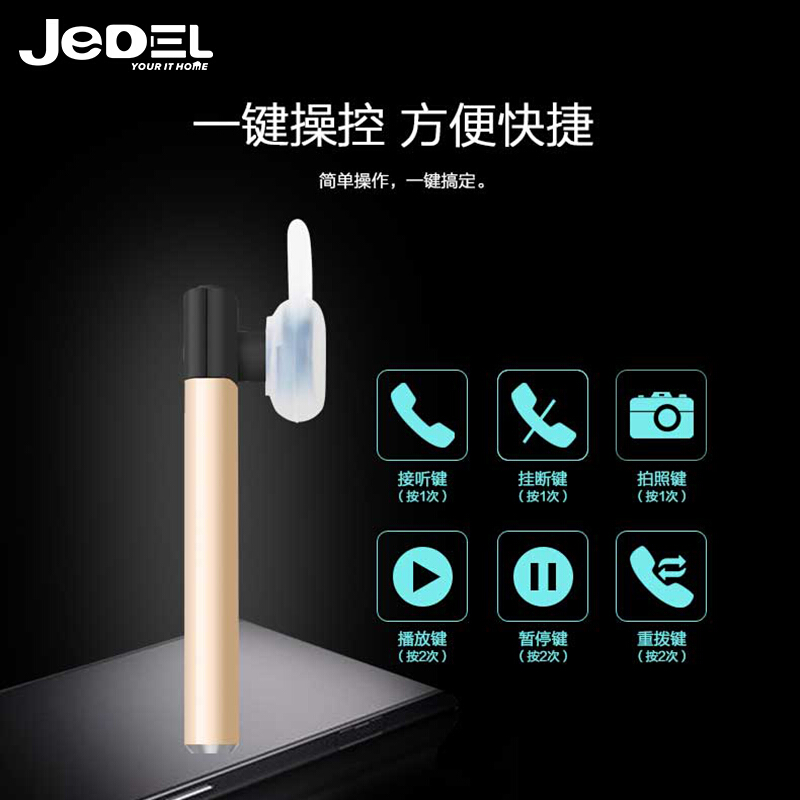 JEDEL
YOUR IT HOME
一键操控 方便快捷
简单操作，一键搞定。
接听键 挂断键 拍照键
（按1次） （按1次） （按1次）
播放键 暂停键 重拨键
（按2次） （按2次） （按2次）